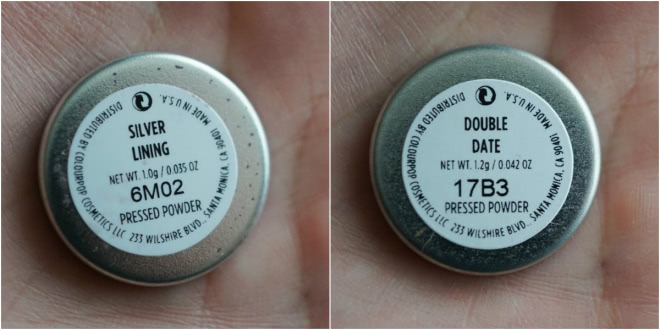 SILVER
LINING
NET WT. 1.0g / 0.035 OZ
6M02
PRESSED POWDER
DISTRIBUTED BY COLOURPOP COSMETICS LLC 233 WILSHIRE BLVD., SANTA MONICA, CA 90401 MADE IN U.S.A.
DOUBLE
DATE
NET WT. 1.2g / 0.042 OZ
17B3
PRESSED POWDER
DISTRIBUTED BY COLOURPOP COSMETICS LLC 233 WILSHIRE BLVD., SANTA MONICA, CA 90401 MADE IN U.S.A.